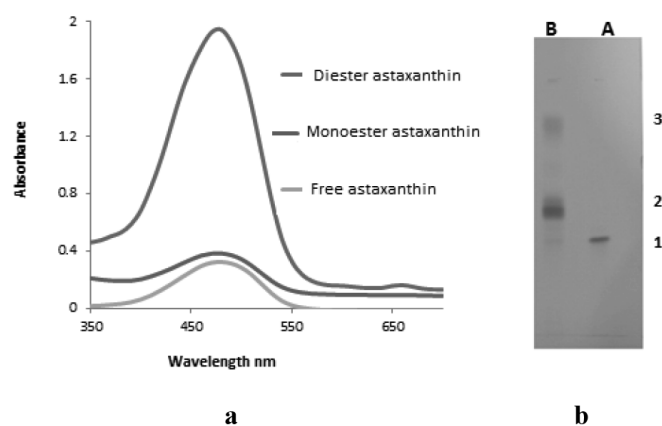 2
1.6
1.2
0.8
0.4
0
350
450
550
650
Absorbance
Wavelength nm
Diester astaxanthin
Monoester astaxanthin
Free astaxanthin
a
B A
3
2
1
b